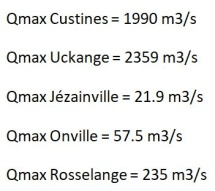 Qmax Custines = 1990 m3/s
Qmax Uckange = 2359 m3/s
Qmax Jézainville = 21.9 m3/s
Qmax Onville = 57.5 m3/s
Qmax Rosselange = 235 m3/s